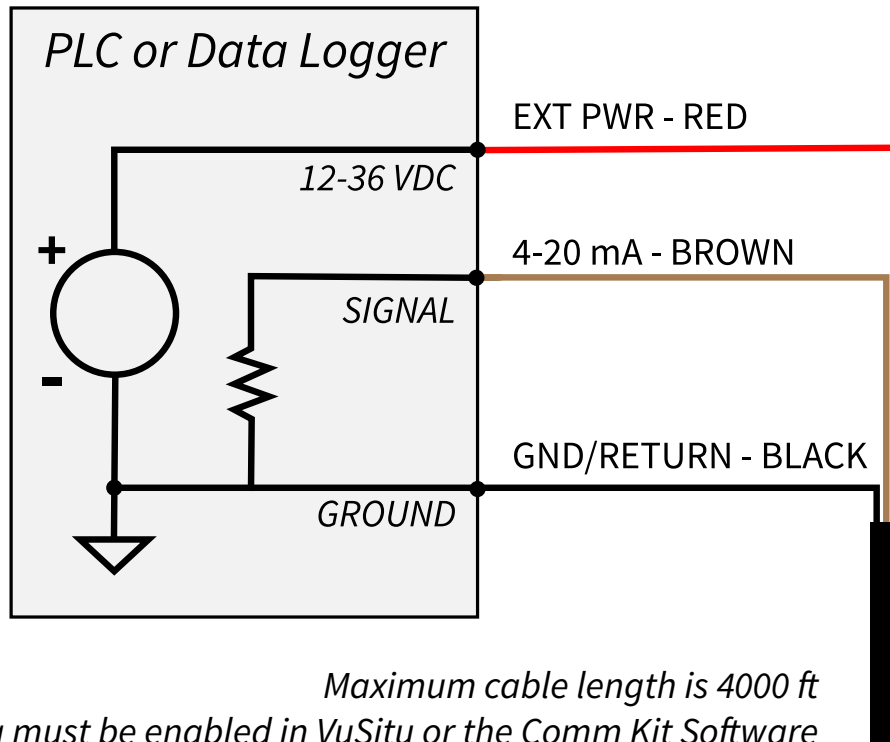 PLC or Data Logger
EXT PWR - RED
12-36 VDC
+
4-20 mA - BROWN
SIGNAL
-
GND/RETURN - BLACK
GROUND
Maximum cable length is 4000 ft
must be enabled in VuSitu or the Comm Kit Software